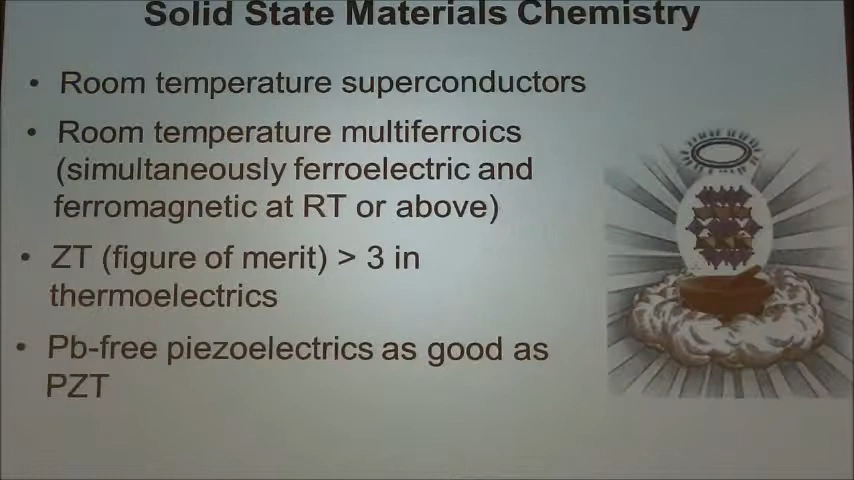 Solid State Materials Chemistry
• Room temperature superconductors
• Room temperature multiferroics
(simultaneously ferroelectric and
ferromagnetic at RT or above)
• ZT (figure of merit) > 3 in
thermoelectrics
• Pb-free piezoelectrics as good as
PZT